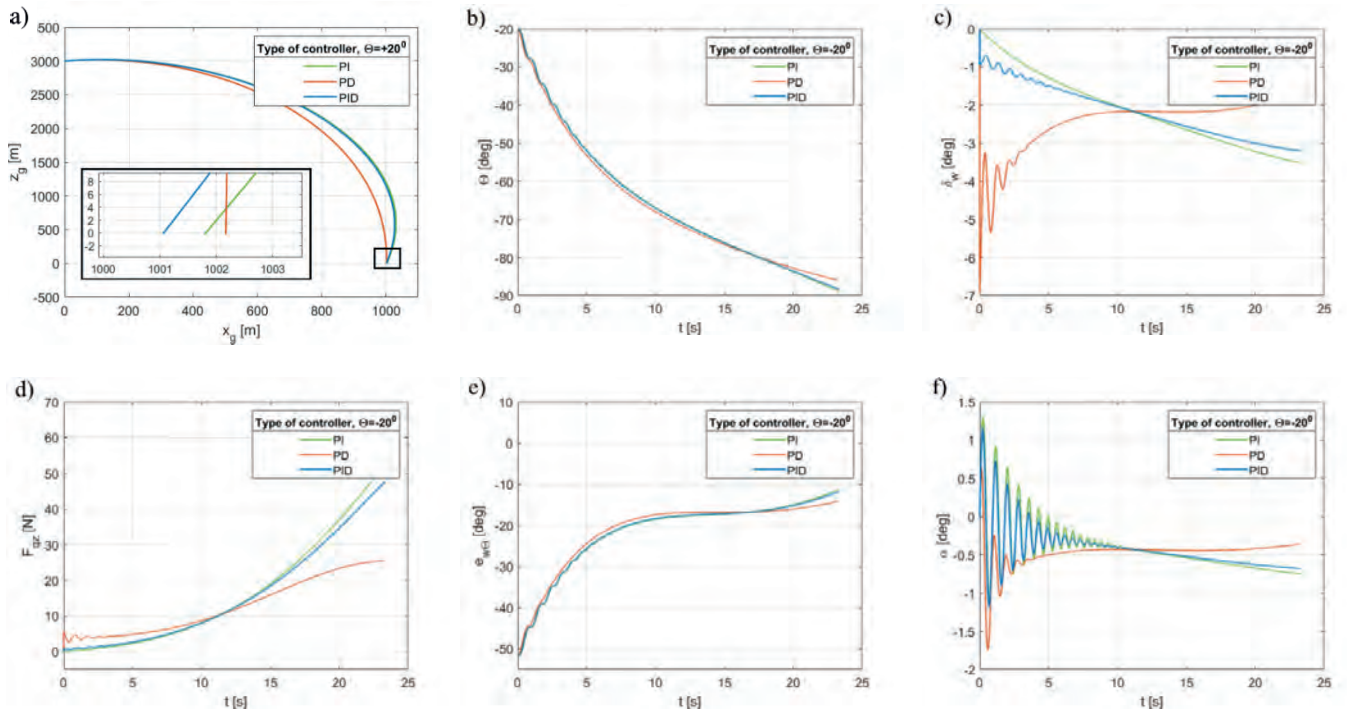 a)
3500
3000
2500
2000
1500
1000
500
0
-500
z_g [m]
0
200
400
600
800
1000
x_g [m]
Type of controller, Θ=+20⁰
PI
PD
PID
8
6
4
2
0
-2
1000
1001
1002
1003
b)
-20
-30
-40
-50
-60
-70
-80
-90
Θ [deg]
0
5
10
15
20
25
t [s]
Type of controller, Θ=-20⁰
PI
PD
PID
c)
0
-1
-2
-3
-4
-5
-6
-7
δ_w [deg]
0
5
10
15
20
25
t [s]
Type of controller, Θ=-20⁰
PI
PD
PID
d)
70
60
50
40
30
20
10
0
F_gz [N]
0
5
10
15
20
25
t [s]
Type of controller, Θ=-20⁰
PI
PD
PID
e)
10
0
-10
-20
-30
-40
-50
e_wΘ [deg]
0
5
10
15
20
25
t [s]
Type of controller, Θ=-20⁰
PI
PD
PID
f)
1.5
1
0.5
0
-0.5
-1
-1.5
-2
α [deg]
0
5
10
15
20
25
t [s]
Type of controller, Θ=-20⁰
PI
PD
PID